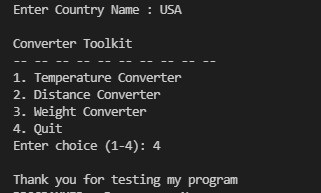 Enter Country Name : USA
Converter Toolkit
-- -- -- -- -- -- -- -- -- --
1. Temperature Converter
2. Distance Converter
3. Weight Converter
4. Quit
Enter choice (1-4): 4
Thank you for testing my program